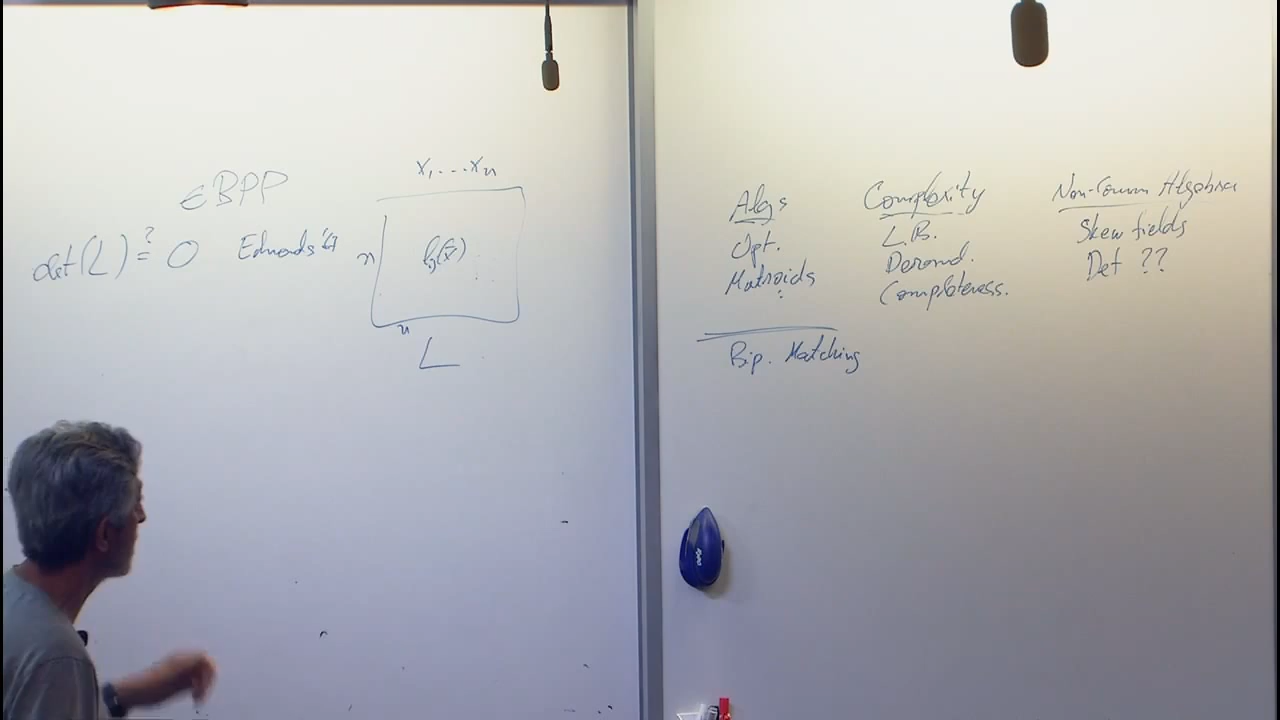 ∈BPP
det(L) ?= 0 Edmonds '67
x₁...xₙ
n
lᵢⱼ(x̄)
n
L
Algs
Opt.
Matroids
Complexity
L.B.
Derand.
Completeness.
Non-Comm Algebra
Skew fields
Det ??
Bip. Matching